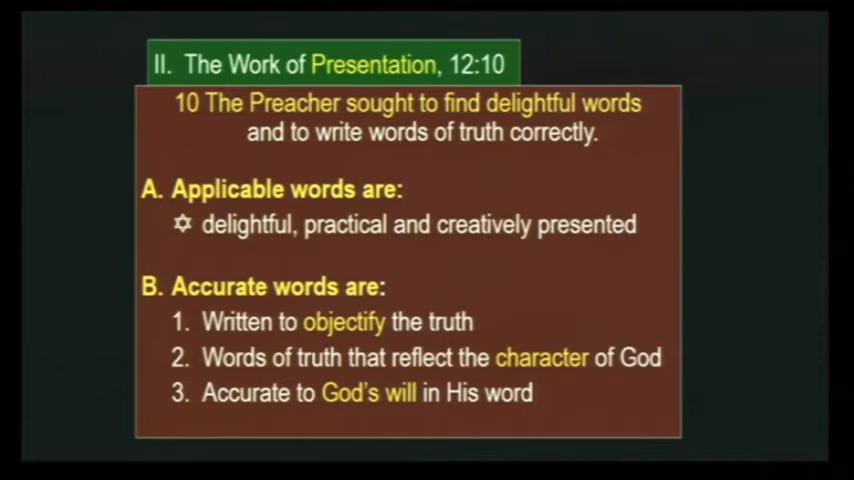 II. The Work of Presentation, 12:10
10 The Preacher sought to find delightful words
and to write words of truth correctly.
A. Applicable words are:
✡ delightful, practical and creatively presented
B. Accurate words are:
1. Written to objectify the truth
2. Words of truth that reflect the character of God
3. Accurate to God's will in His word